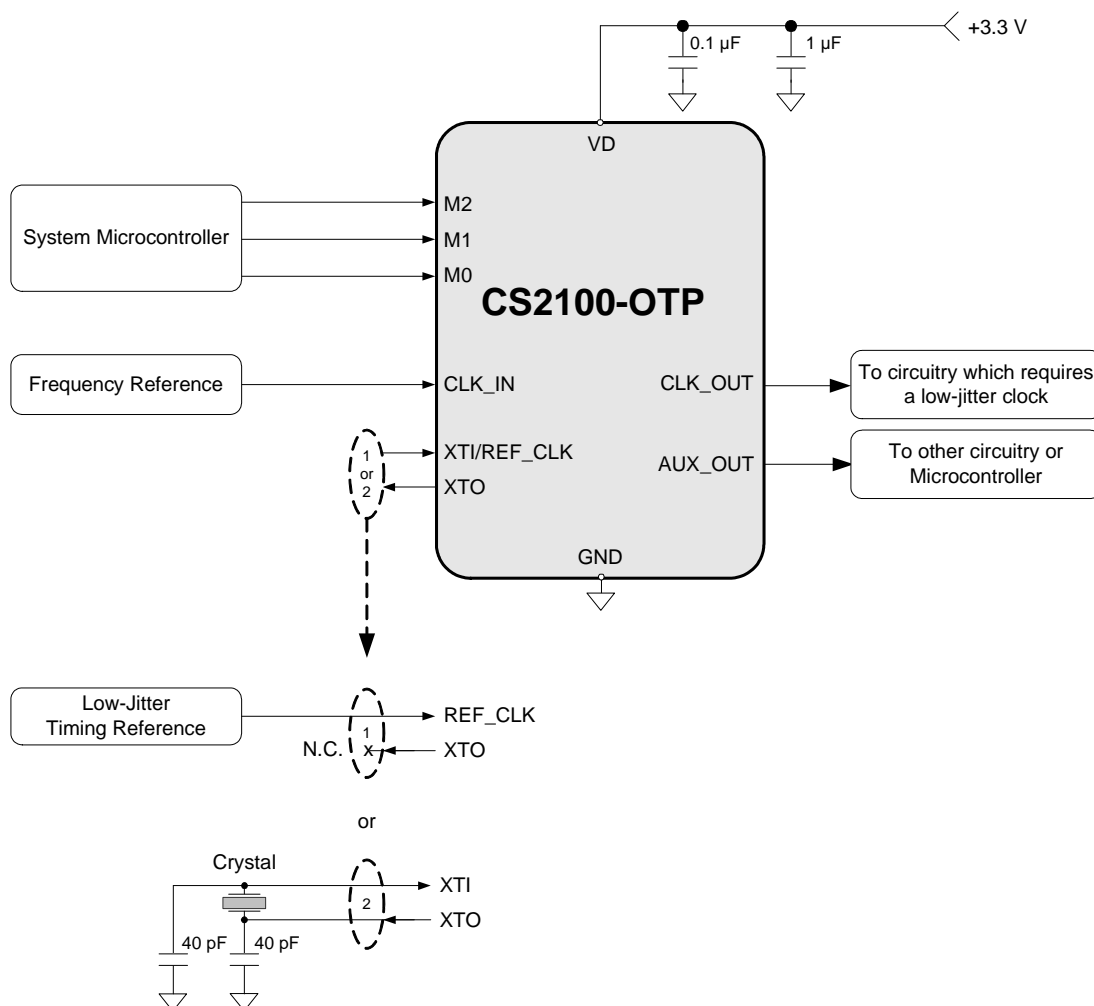 +3.3 V
0.1 µF
1 µF
VD
System Microcontroller
M2
M1
M0
CS2100-OTP
Frequency Reference
CLK_IN
CLK_OUT
To circuitry which requires
a low-jitter clock
1
or
2
XTI/REF_CLK
XTO
AUX_OUT
To other circuitry or
Microcontroller
GND
Low-Jitter
Timing Reference
REF_CLK
1
N.C.
x
XTO
or
Crystal
XTI
2
XTO
40 pF
40 pF